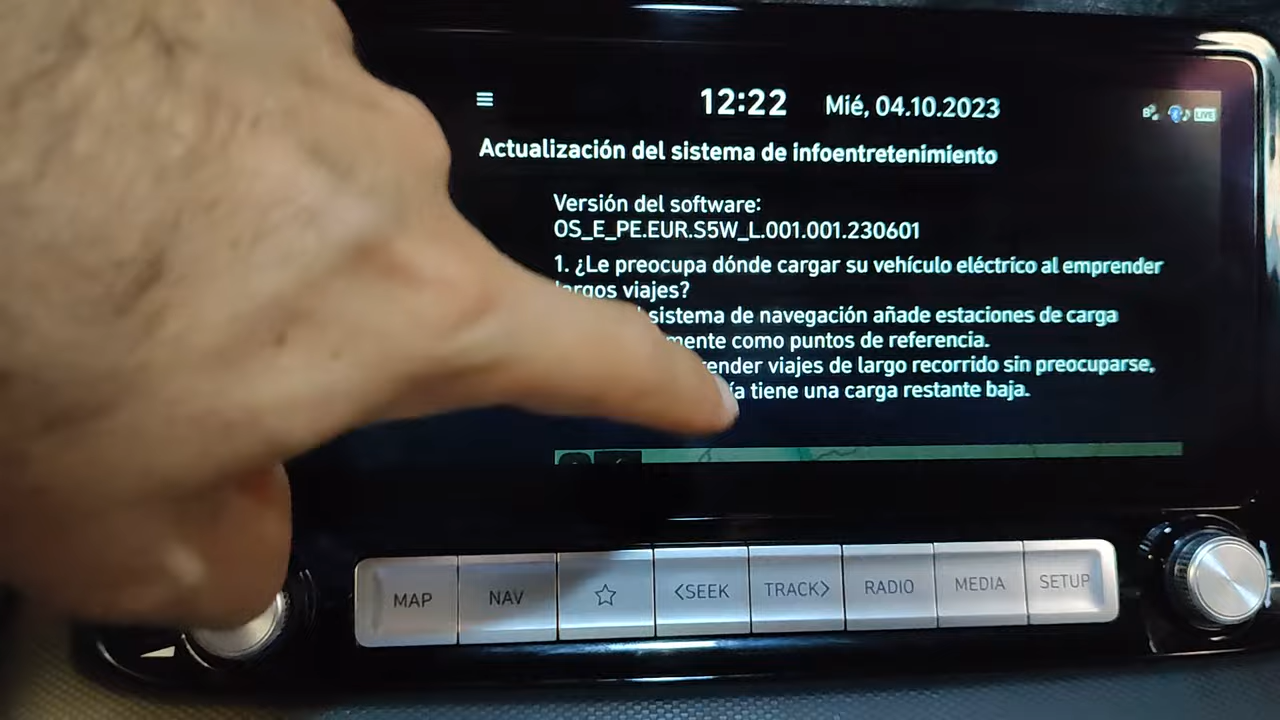 12:22 Mié, 04.10.2023
LIVE
Actualización del sistema de infoentretenimiento
Versión del software:
OS_E_PE.EUR.S5W_L.001.001.230601
1. ¿Le preocupa dónde cargar su vehículo eléctrico al emprender
largos viajes?
sistema de navegación añade estaciones de carga
como puntos de referencia.
viajes de largo recorrido sin preocuparse,
tiene una carga restante baja.
MAP NAV <SEEK TRACK> RADIO MEDIA SETUP